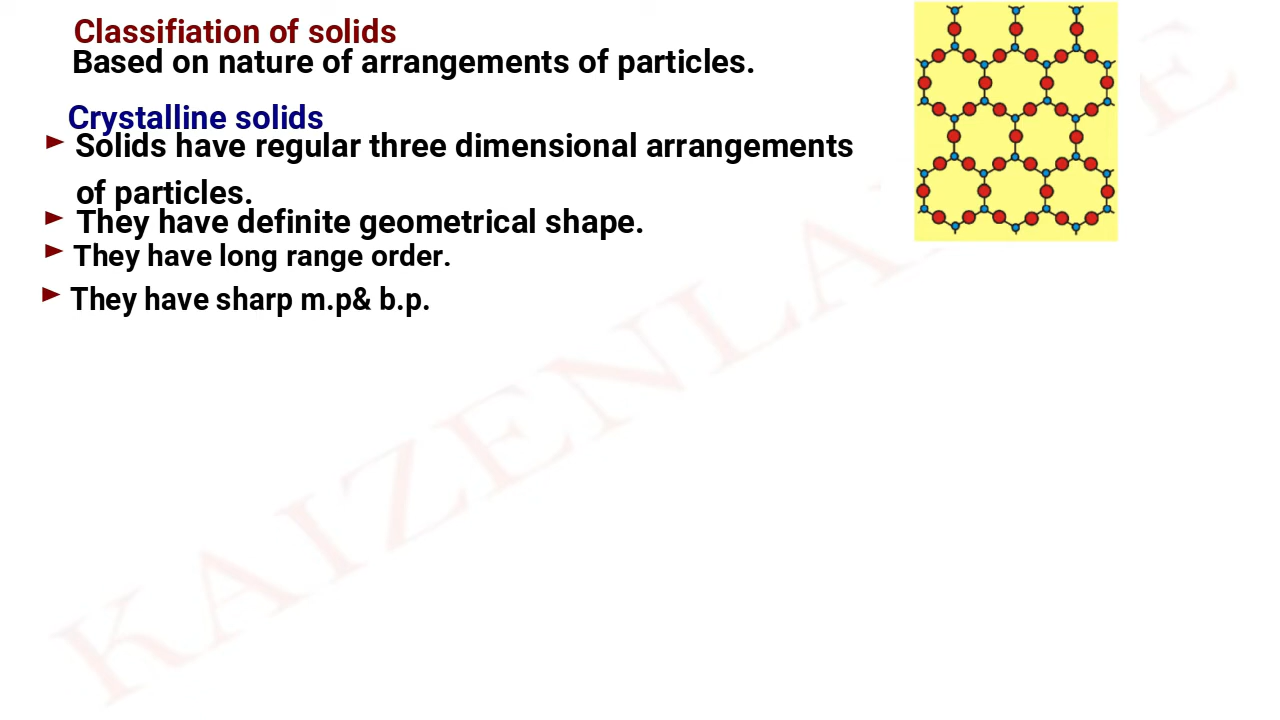 Classifiation of solids
Based on nature of arrangements of particles.
Crystalline solids
► Solids have regular three dimensional arrangements
of particles.
► They have definite geometrical shape.
► They have long range order.
► They have sharp m.p& b.p.
KAIZENLA E